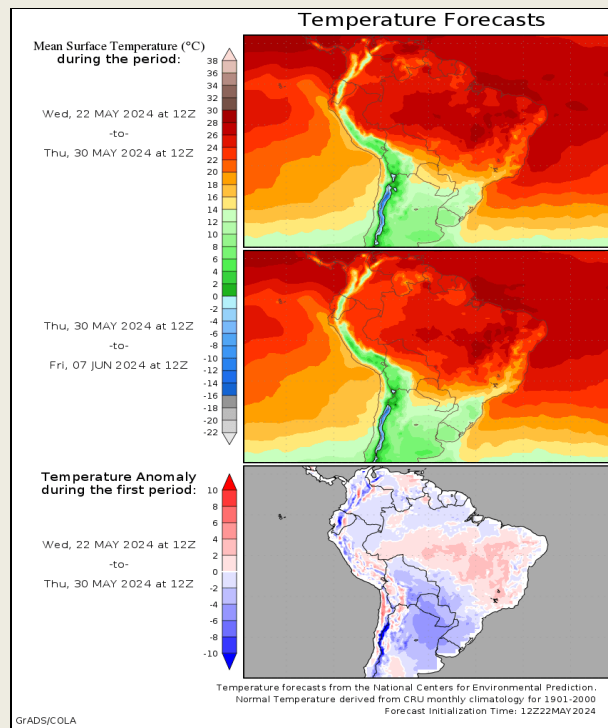 Temperature Forecasts
Mean Surface Temperature (°C)
during the period:
38
36
34
32
30
28
26
24
22
20
18
16
14
12
10
8
6
4
2
0
-2
-4
-6
-8
-10
-12
-14
-16
-18
-20
-22
Wed, 22 MAY 2024 at 12Z
-to-
Thu, 30 MAY 2024 at 12Z
Thu, 30 MAY 2024 at 12Z
-to-
Fri, 07 JUN 2024 at 12Z
Temperature Anomaly
during the first period:
10
8
6
4
2
0
-2
-4
-6
-8
-10
Wed, 22 MAY 2024 at 12Z
-to-
Thu, 30 MAY 2024 at 12Z
Temperature forecasts from the National Centers for Environmental Prediction.
Normal Temperature derived from CRU monthly climatology for 1901-2000
Forecast Initialization Time: 12Z22MAY2024
GrADS/COLA